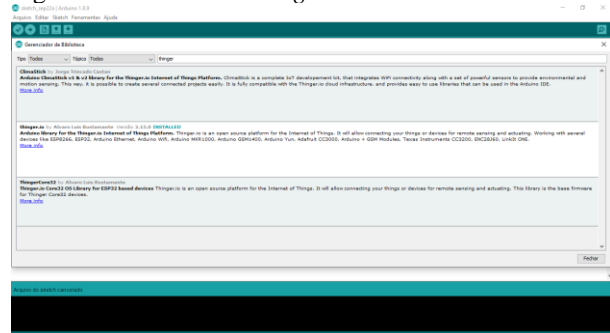 sketch_sep22a | Arduino 1.8.9
Arquivo Editar Sketch Ferramentas Ajuda
Gerenciador de Biblioteca
Tipo Todos Tópico Todos thinger
ClimaStick by Jorge Trincado Carlon
Arduino ClimaStick v1 & v2 library for the Thinger.io Internet of Things Platform. ClimaStick is a complete IoT development kit, that integrates WiFi connectivity along with a set of powerful sensors to provide environmental and
motion sensing. This way, it is possible to create several connected projects easily. It is fully compatible with the Thinger.io cloud infrastructure, and provides easy to use libraries that can be used in the Arduino IDE.
More info
thinger.io by Alvaro Luis Bustamante Versão 2.15.0 INSTALLED
Arduino library for the Thinger.io Internet of Things Platform. Thinger.io is an open source platform for the Internet of Things. It will allow connecting your things or devices for remote sensing and actuating. Working with several
devices like ESP8266, ESP32, Arduino Ethernet, Arduino Wifi, Arduino MKR1000, Arduino GSM1400, Arduino Yun, Adafruit CC3000, Arduino + GSM Modules, Texas Instruments CC3200, ENC28J60, LinkIt ONE.
More info
ThingerCore32 by Alvaro Luis Bustamante
Thinger.io Core32 OS Library for ESP32 based devices Thinger.io is an open source platform for the Internet of Things. It will allow connecting your things or devices for remote sensing and actuating. This library is the base firmware
for Thinger Core32 devices.
More info
Fechar